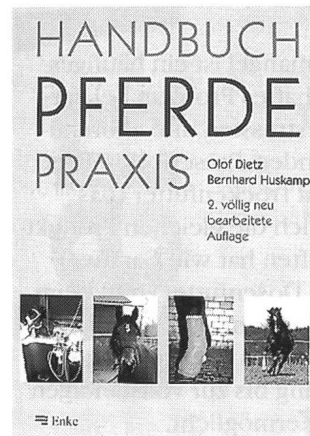 HANDBUCH
PFERDE
PRAXIS
Olof Dietz
Bernhard Huskamp
2. völlig neu
bearbeitete
Auflage
Enke